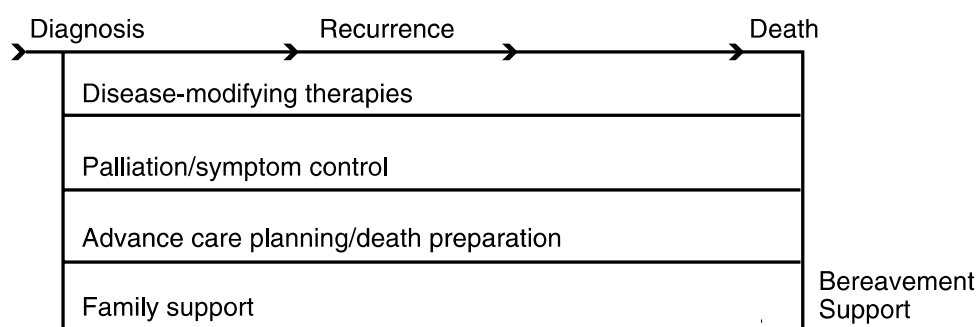 Diagnosis Recurrence Death
Disease-modifying therapies
Palliation/symptom control
Advance care planning/death preparation
Family support
Bereavement
Support